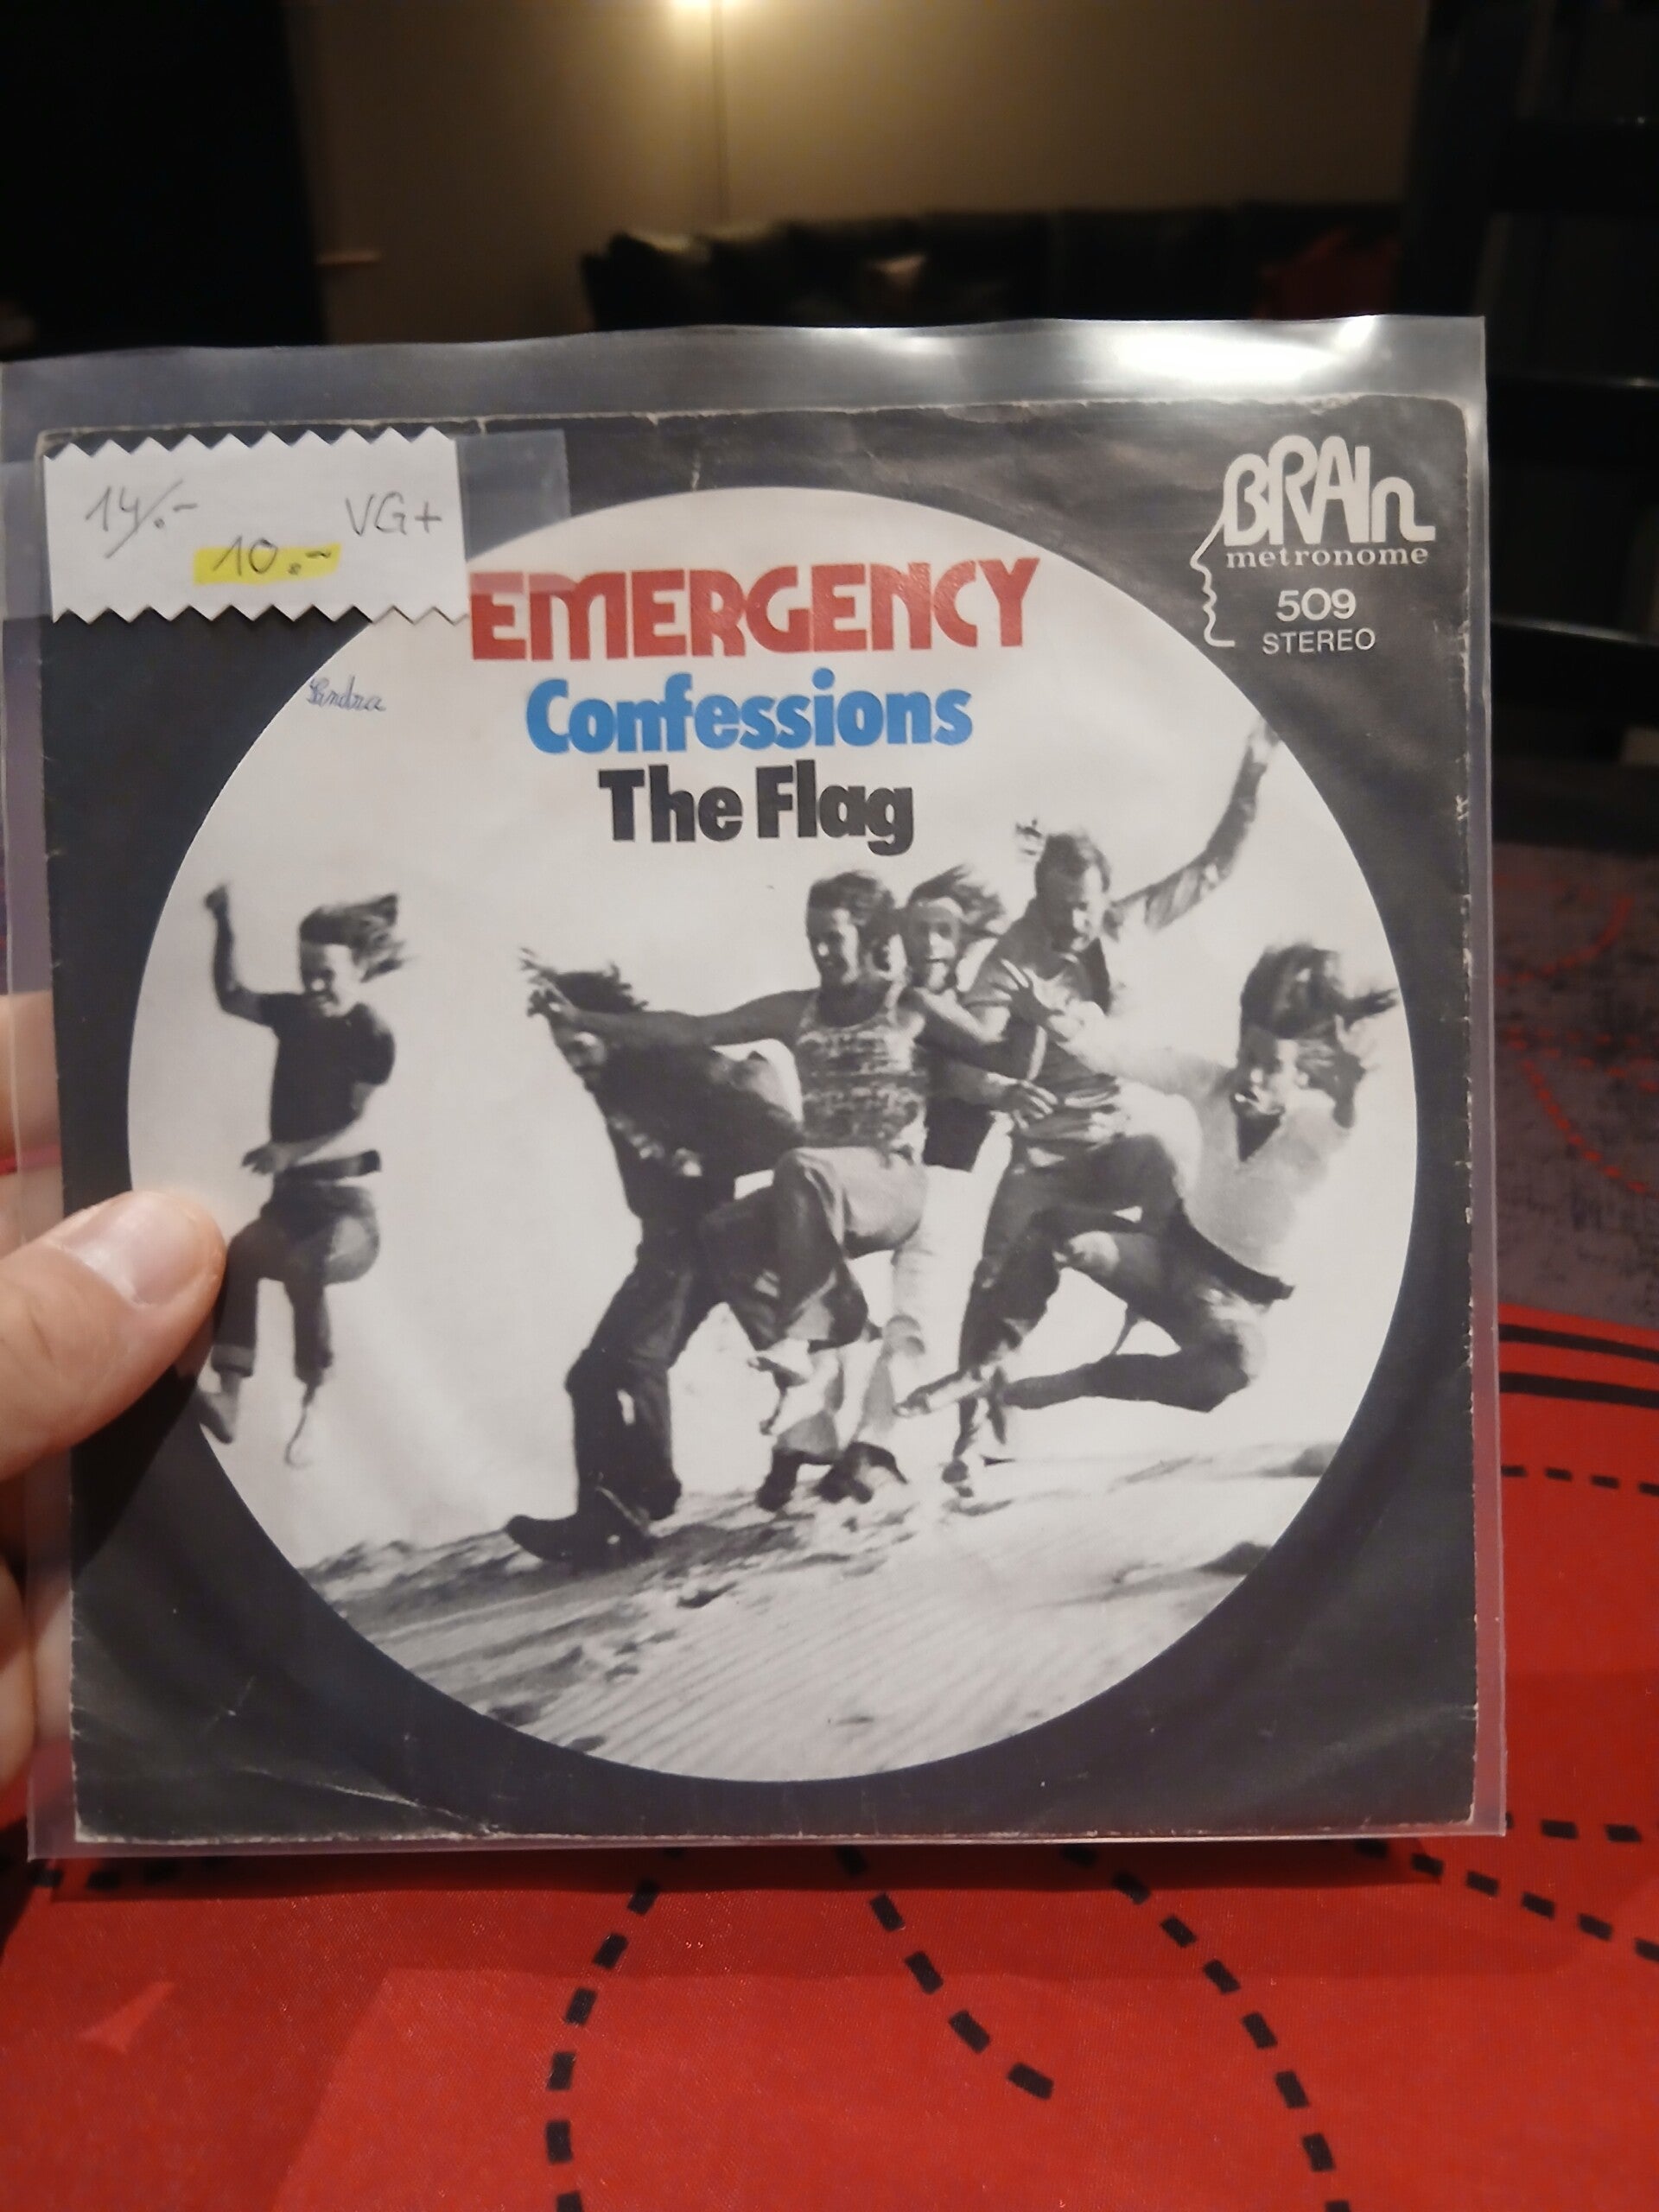 14.-
VG+
10.-
BRAIN
metronome
509
STEREO
EMERGENCY
Confessions
The Flag
Sandra